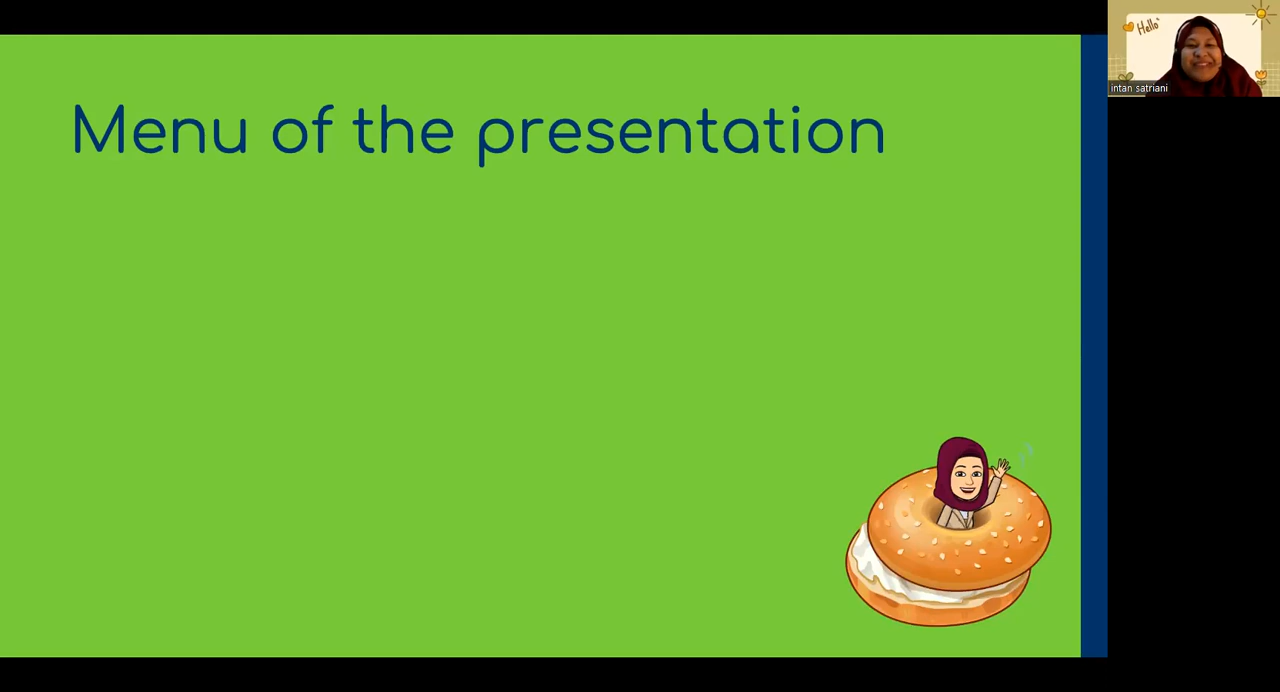 Menu of the presentation
Hello
intan satriani